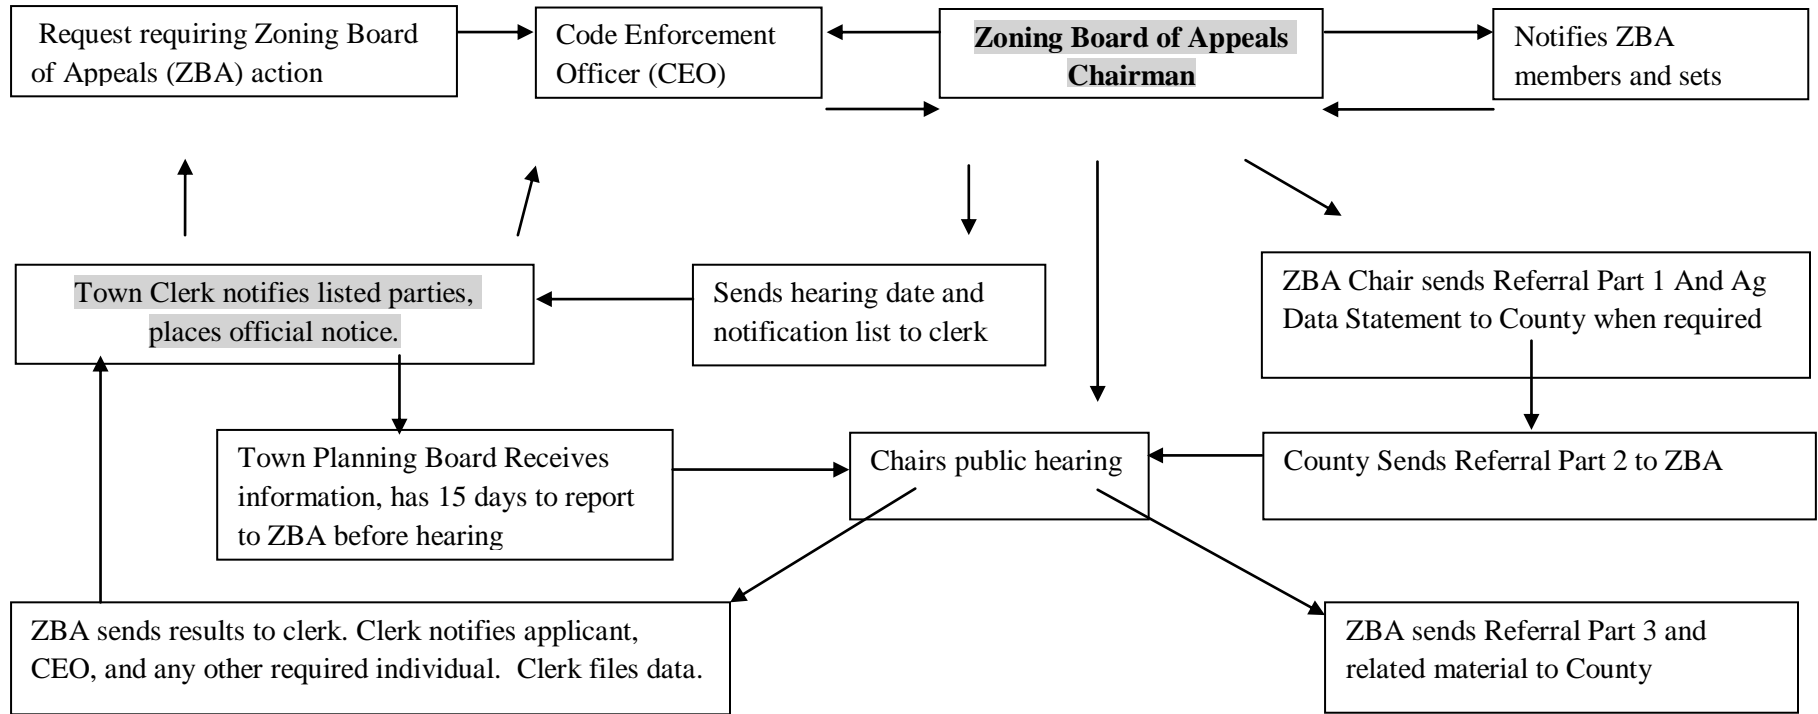 Request requiring Zoning Board
of Appeals (ZBA) action
Code Enforcement
Officer (CEO)
Zoning Board of Appeals
Chairman
Notifies ZBA
members and sets
Town Clerk notifies listed parties,
places official notice.
Sends hearing date and
notification list to clerk
ZBA Chair sends Referral Part 1 And Ag
Data Statement to County when required
Town Planning Board Receives
information, has 15 days to report
to ZBA before hearing
Chairs public hearing
County Sends Referral Part 2 to ZBA
ZBA sends results to clerk. Clerk notifies applicant,
CEO, and any other required individual.  Clerk files data.
ZBA sends Referral Part 3 and
related material to County